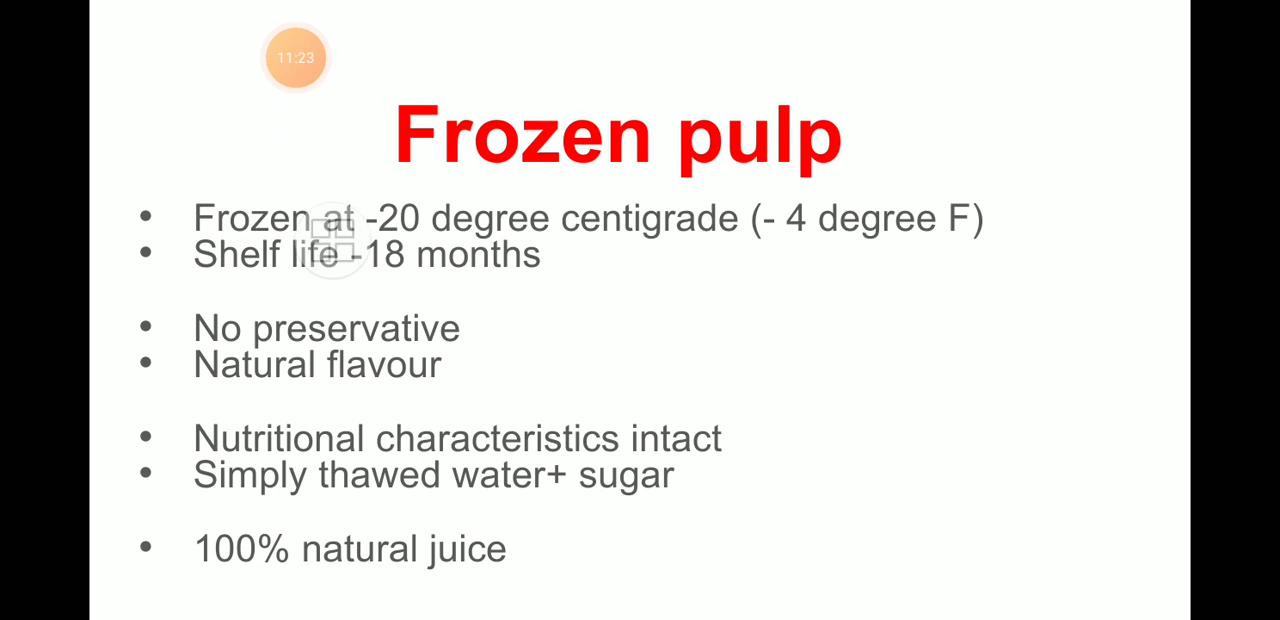 11:23
Frozen pulp
• Frozen at -20 degree centigrade (- 4 degree F)
• Shelf life -18 months
• No preservative
• Natural flavour
• Nutritional characteristics intact
• Simply thawed water+ sugar
• 100% natural juice